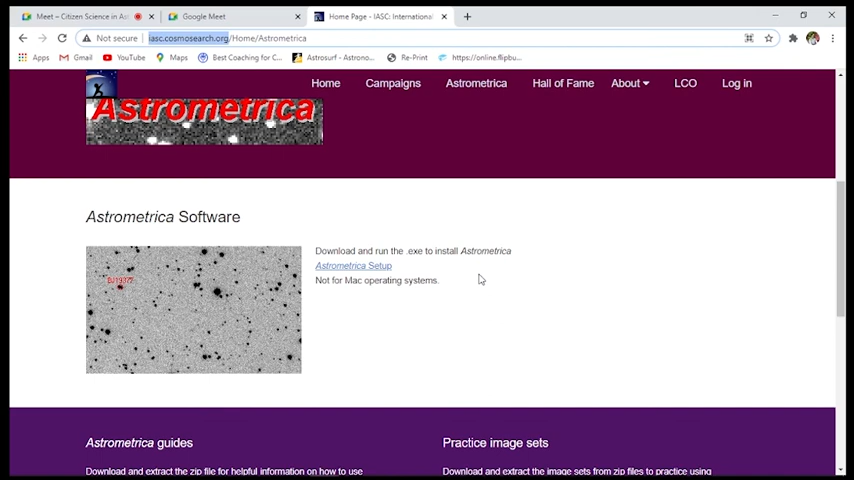 Meet – Citizen Science in Ast
Google Meet
Home Page - IASC: International
Not secure
iasc.cosmosearch.org/Home/Astrometrica
Apps
Gmail
YouTube
Maps
Best Coaching for C...
Astrosurf - Astrono...
Re-Print
https://online.flipbu...
Home
Campaigns
Astrometrica
Hall of Fame
About
LCO
Log in
Astrometrica
Astrometrica Software
Download and run the .exe to install Astrometrica
Astrometrica Setup
Not for Mac operating systems.
Astrometrica guides
Practice image sets
Download and extract the zip file for helpful information on how to use
Download and extract the image sets from zip files to practice using